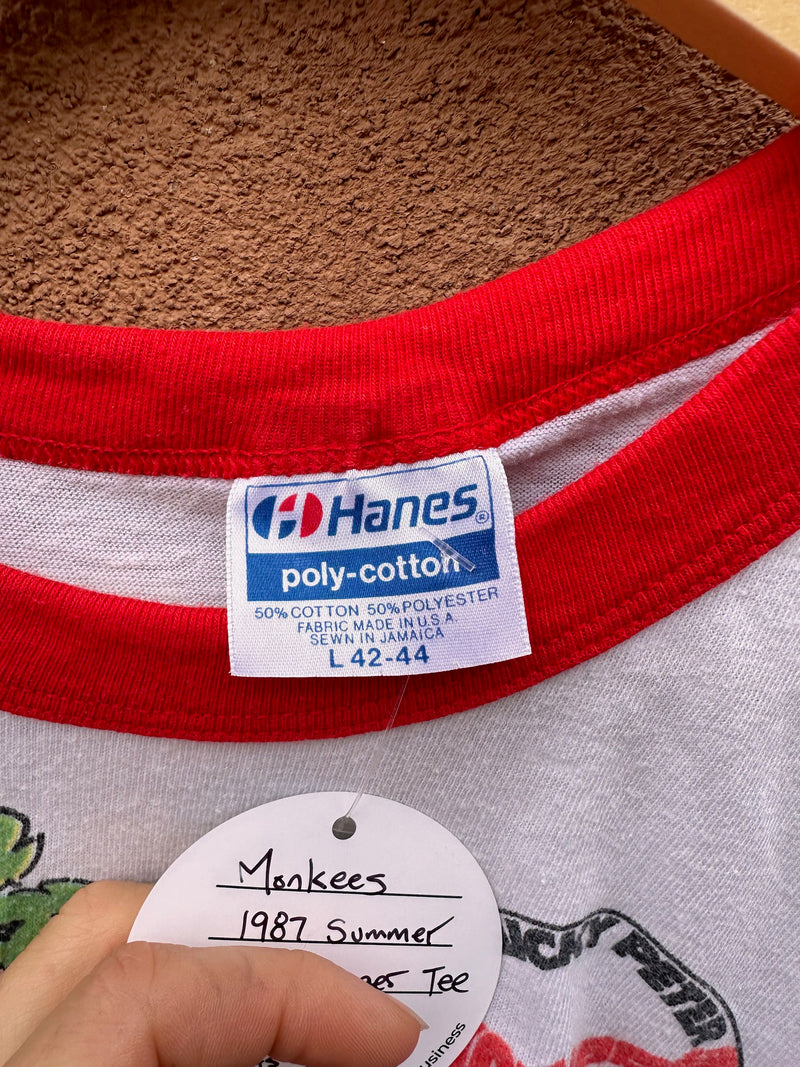 Hanes®
poly-cotton
50% COTTON 50% POLYESTER
FABRIC MADE IN U.S.A
SEWN IN JAMAICA
L 42-44
Monkees
1987 Summer
Tee
PETER